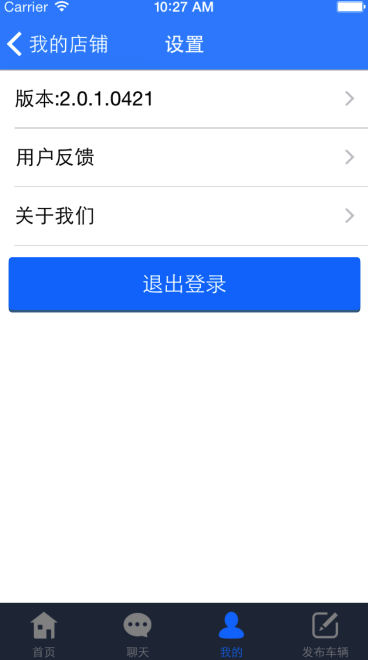 Carrier 10:27 AM
我的店铺 设置
版本:2.0.1.0421
用户反馈
关于我们
退出登录
首页 聊天 我的 发布车辆